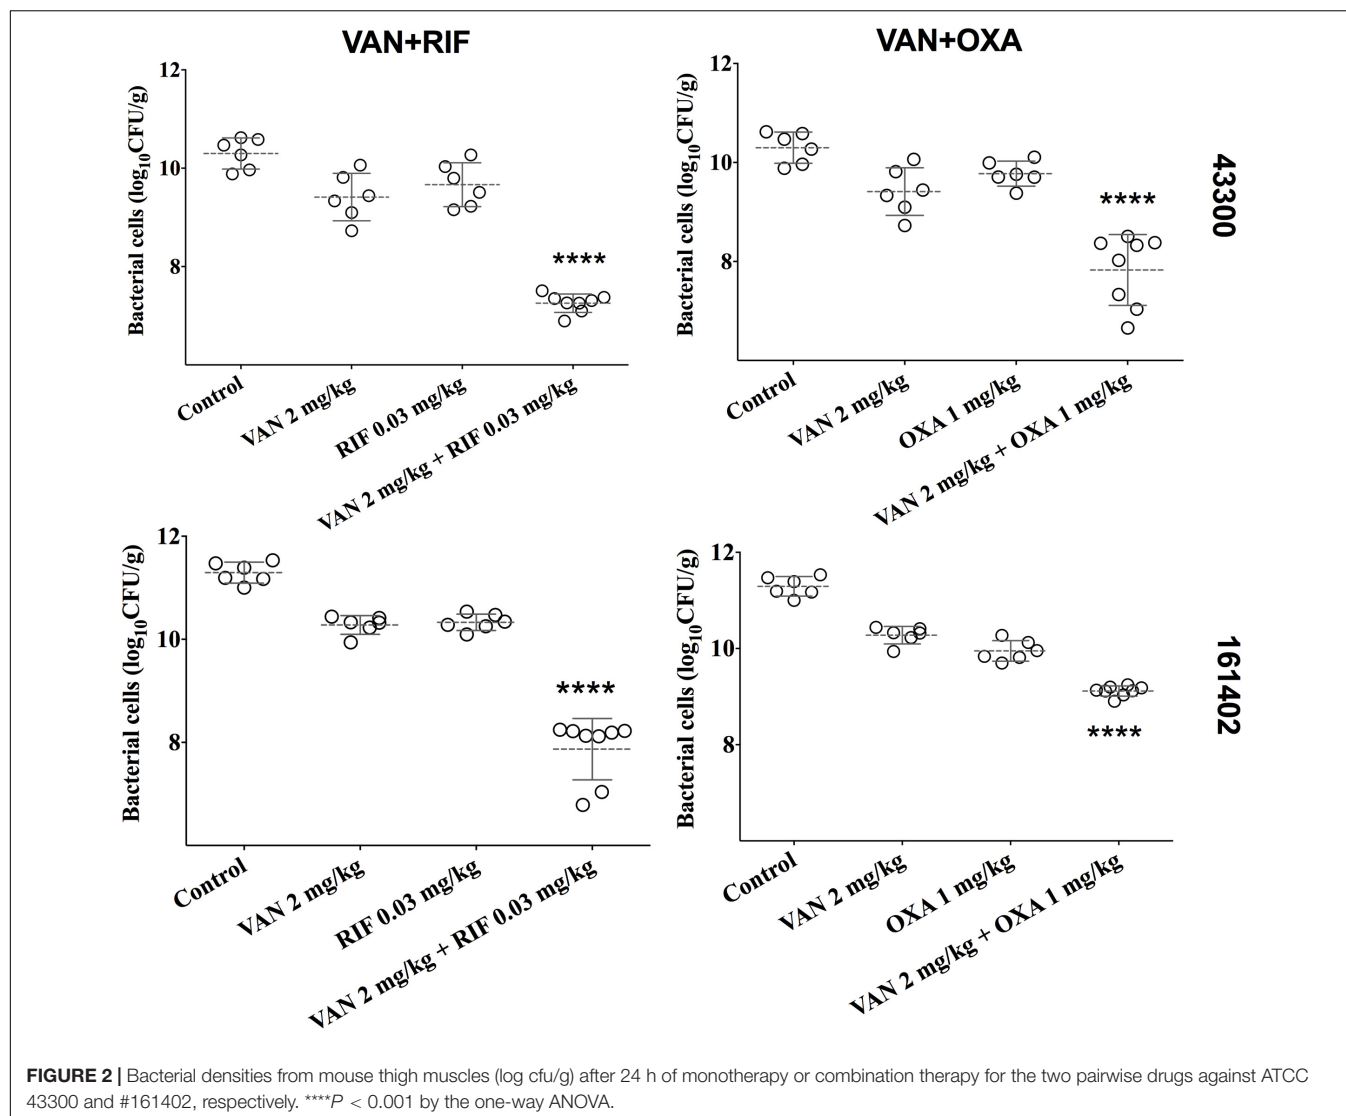 VAN+RIF
VAN+OXA
Bacterial cells (log10CFU/g)
12
10
8
****
Control
VAN 2 mg/kg
RIF 0.03 mg/kg
VAN 2 mg/kg + RIF 0.03 mg/kg
Bacterial cells (log10CFU/g)
12
10
8
****
Control
VAN 2 mg/kg
OXA 1 mg/kg
VAN 2 mg/kg + OXA 1 mg/kg
43300
Bacterial cells (log10CFU/g)
12
10
8
****
Control
VAN 2 mg/kg
RIF 0.03 mg/kg
VAN 2 mg/kg + RIF 0.03 mg/kg
Bacterial cells (log10CFU/g)
12
10
8
****
Control
VAN 2 mg/kg
OXA 1 mg/kg
VAN 2 mg/kg + OXA 1 mg/kg
161402
FIGURE 2 | Bacterial densities from mouse thigh muscles (log cfu/g) after 24 h of monotherapy or combination therapy for the two pairwise drugs against ATCC
43300 and #161402, respectively. ****P < 0.001 by the one-way ANOVA.